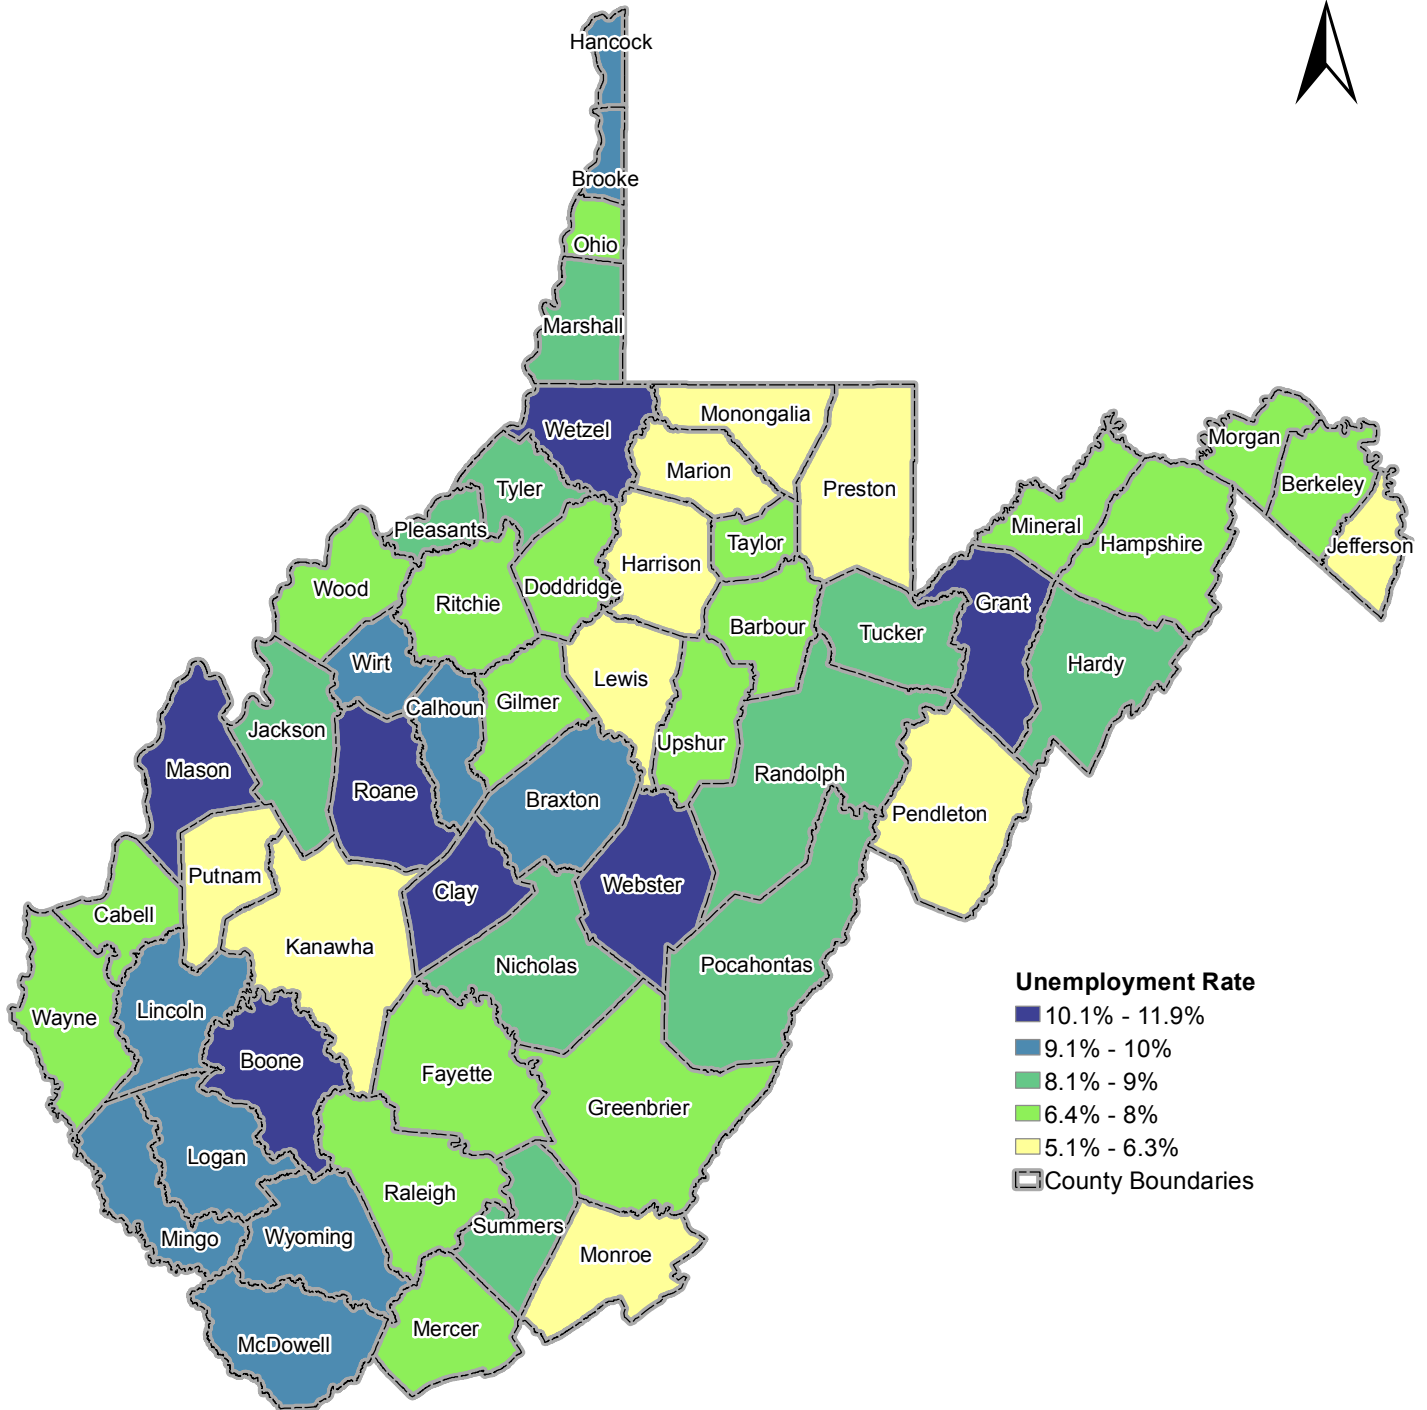 Hancock
Brooke
Ohio
Marshall
Wetzel
Monongalia
Marion
Preston
Tyler
Pleasants
Morgan
Berkeley
Jefferson
Mineral
Hampshire
Taylor
Harrison
Doddridge
Wood
Ritchie
Barbour
Tucker
Grant
Hardy
Wirt
Lewis
Calhoun
Gilmer
Jackson
Upshur
Mason
Roane
Braxton
Randolph
Pendleton
Putnam
Clay
Webster
Cabell
Kanawha
Nicholas
Pocahontas
Wayne
Lincoln
Boone
Fayette
Greenbrier
Logan
Raleigh
Summers
Mingo
Wyoming
Monroe
McDowell
Mercer
Unemployment Rate
10.1% - 11.9%
9.1% - 10%
8.1% - 9%
6.4% - 8%
5.1% - 6.3%
County Boundaries